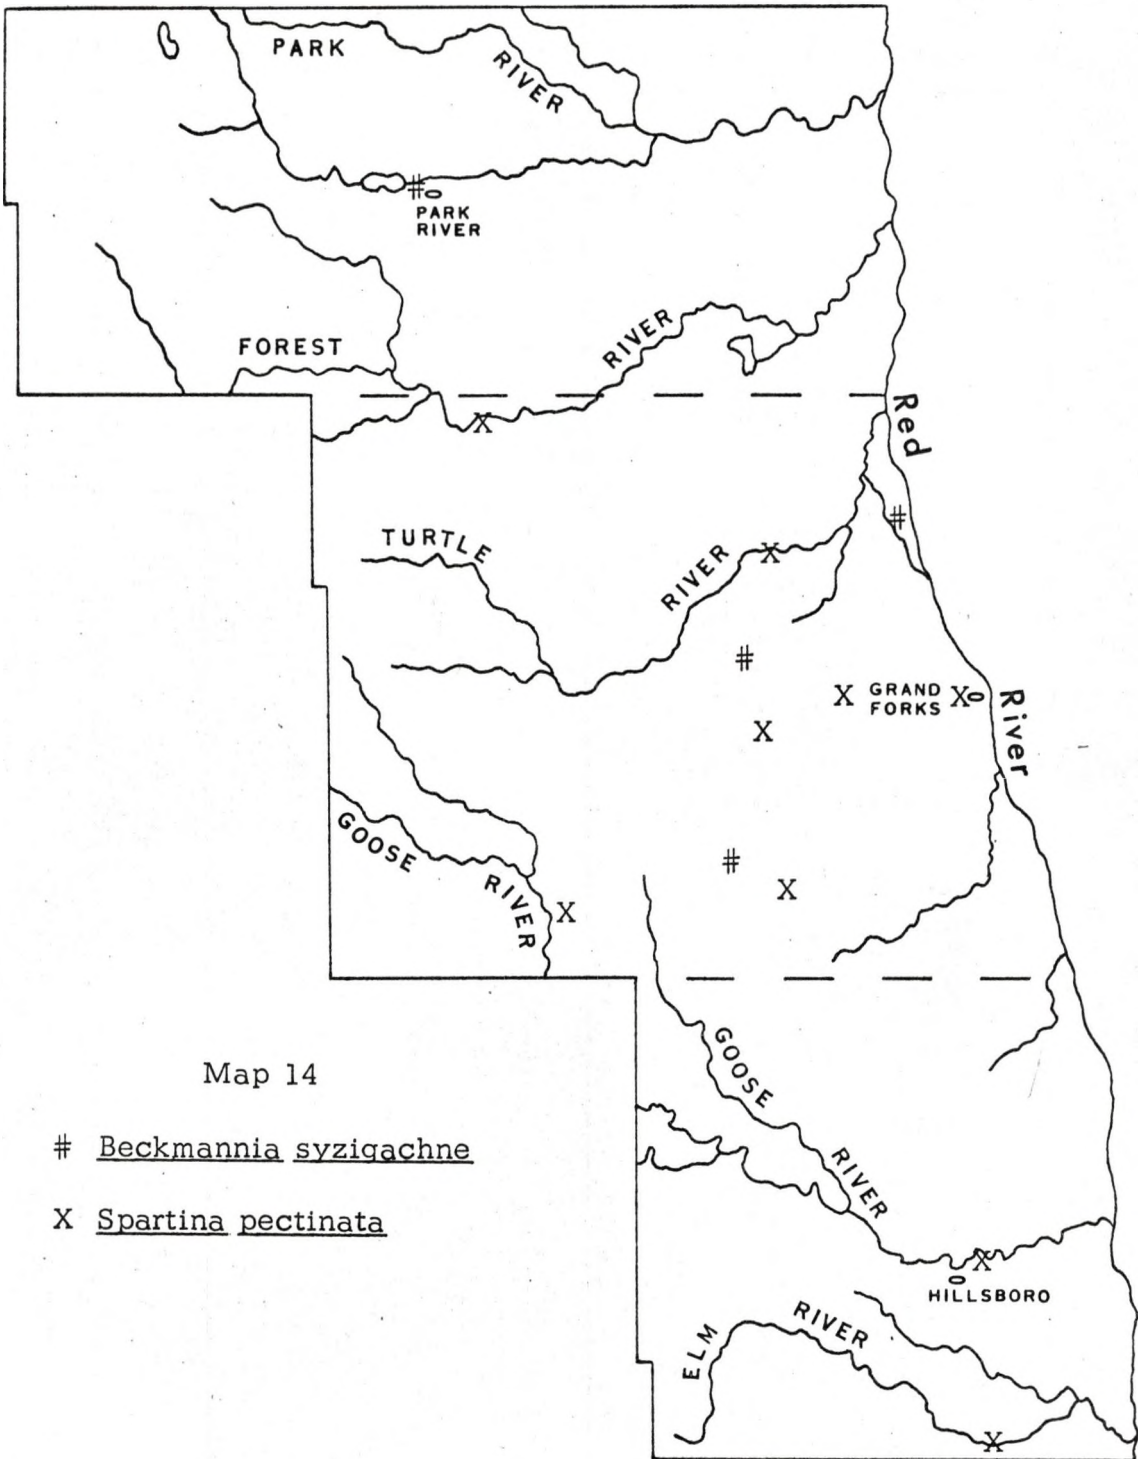 PARK
RIVER
#
PARK
RIVER
FOREST
RIVER
X
Red
#
TURTLE
RIVER
X
#
X
GRAND
FORKS
X
X
River
GOOSE
RIVER
#
X
X
GOOSE
RIVER
X
HILLSBORO
ELM
RIVER
X
Map 14
# Beckmannia syzigachne
X Spartina pectinata